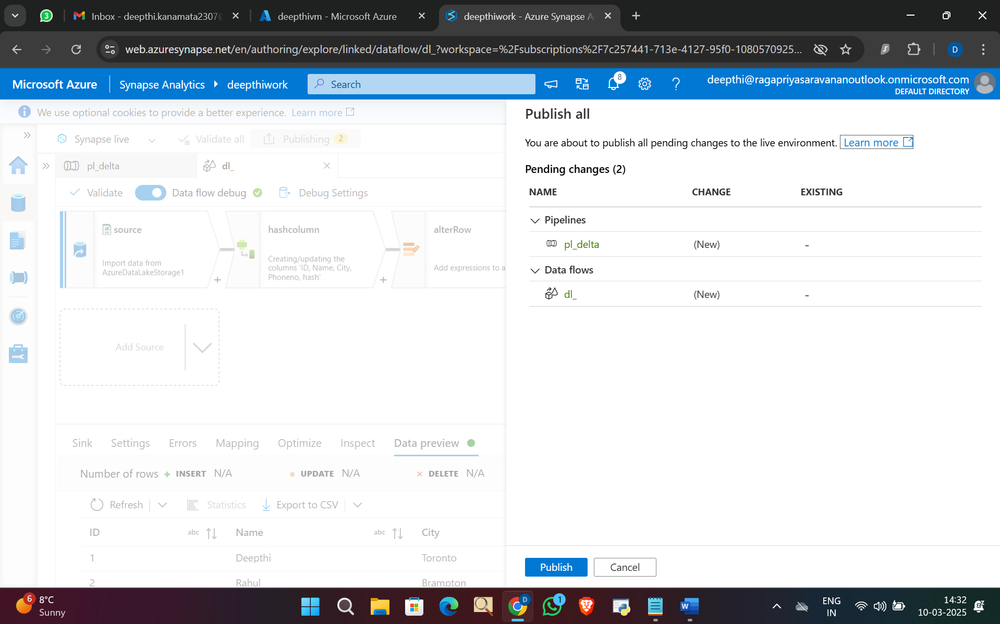 3
Inbox - deepthi.kanamata2307@
deepthivm - Microsoft Azure
deepthiwork - Azure Synapse A
web.azuresynapse.net/en/authoring/explore/linked/dataflow/dl_?workspace=%2Fsubscriptions%2F7c257441-713e-4127-95f0-1080570925...
D
Microsoft Azure
Synapse Analytics
deepthiwork
Search
8
deepthi@ragapriyasaravananoutlook.onmicrosoft.com
DEFAULT DIRECTORY
We use optional cookies to provide a better experience. Learn more
Synapse live
Validate all
Publishing 2
pl_delta
dl_
Validate
Data flow debug
Debug Settings
source
Import data from
AzureDataLakeStorage1
+
hashcolumn
Creating/updating the
columns 'ID, Name, City,
Phoneno, hash'
+
alterRow
Add expressions to a
Add Source
Sink
Settings
Errors
Mapping
Optimize
Inspect
Data preview
Number of rows + INSERT N/A
UPDATE N/A
DELETE N/A
Refresh
Statistics
Export to CSV
ID abc
Name abc
City
1 Deepthi Toronto
2 Rahul Brampton
Publish all
You are about to publish all pending changes to the live environment. Learn more
Pending changes (2)
NAME CHANGE EXISTING
Pipelines
pl_delta (New) -
Data flows
dl_ (New) -
Publish
Cancel
6
8°C
Sunny
D
1
ENG
IN
14:32
10-03-2025